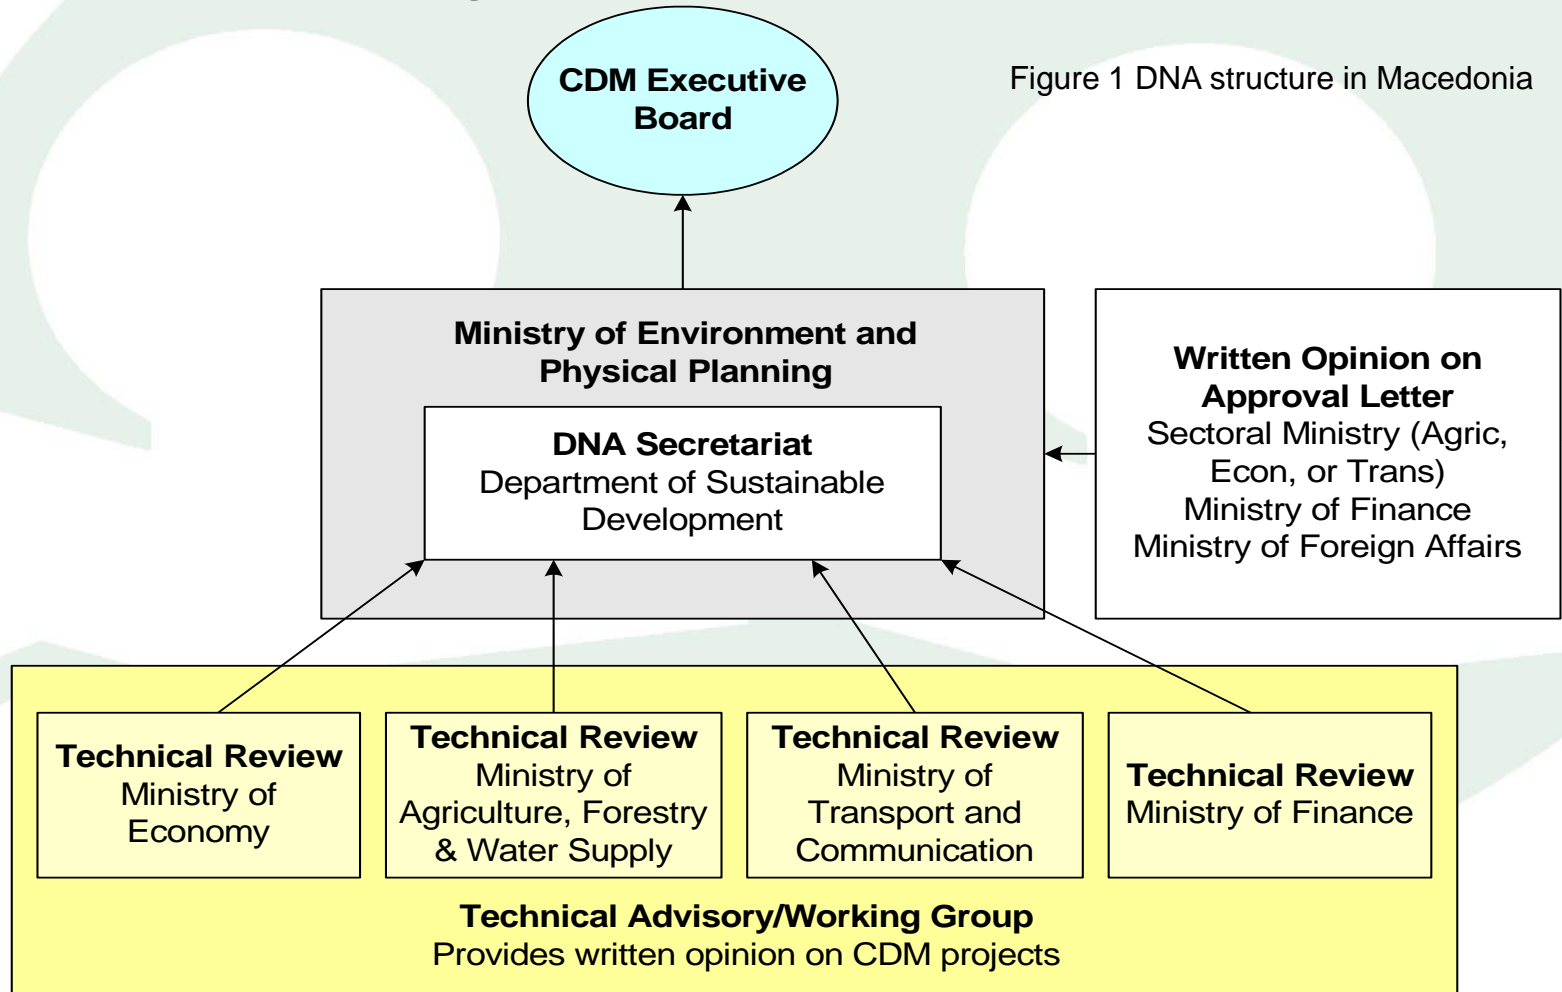 CDM Executive
Board
Figure 1 DNA structure in Macedonia
Ministry of Environment and
Physical Planning
DNA Secretariat
Department of Sustainable
Development
Written Opinion on
Approval Letter
Sectoral Ministry (Agric,
Econ, or Trans)
Ministry of Finance
Ministry of Foreign Affairs
Technical Review
Ministry of
Economy
Technical Review
Ministry of
Agriculture, Forestry
& Water Supply
Technical Review
Ministry of
Transport and
Communication
Technical Review
Ministry of Finance
Technical Advisory/Working Group
Provides written opinion on CDM projects